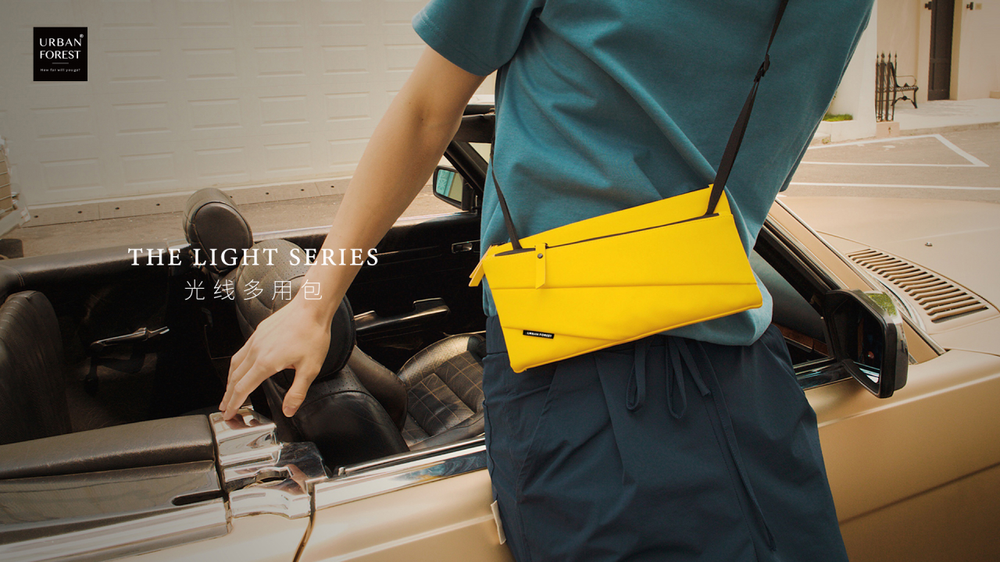 URBAN®
FOREST
How far will you go?
THE LIGHT SERIES
光线多用包
URBAN FOREST